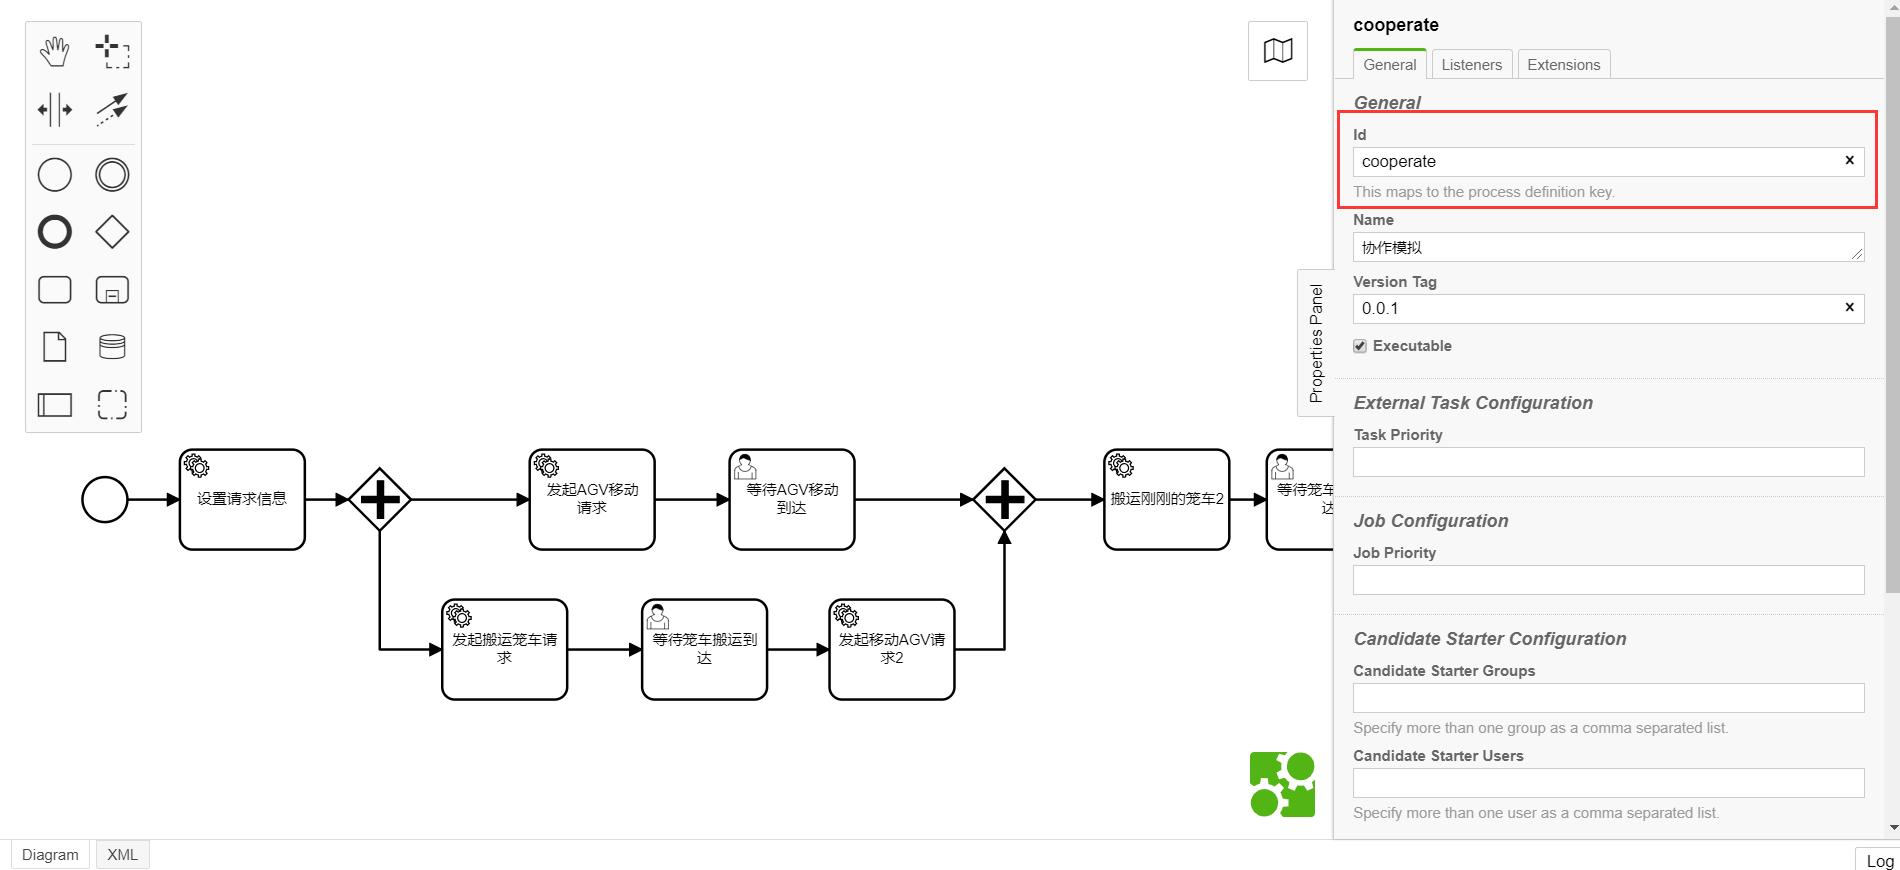 设置请求信息
发起AGV移动
请求
等待AGV移动
到达
搬运刚刚的笼车2
等待笼车
达
发起搬运笼车请
求
等待笼车搬运到
达
发起移动AGV请
求2
Properties Panel
cooperate
General
Listeners
Extensions
General
Id
cooperate
This maps to the process definition key.
Name
协作模拟
Version Tag
0.0.1
Executable
External Task Configuration
Task Priority
Job Configuration
Job Priority
Candidate Starter Configuration
Candidate Starter Groups
Specify more than one group as a comma separated list.
Candidate Starter Users
Specify more than one user as a comma separated list.
Diagram
XML
Log